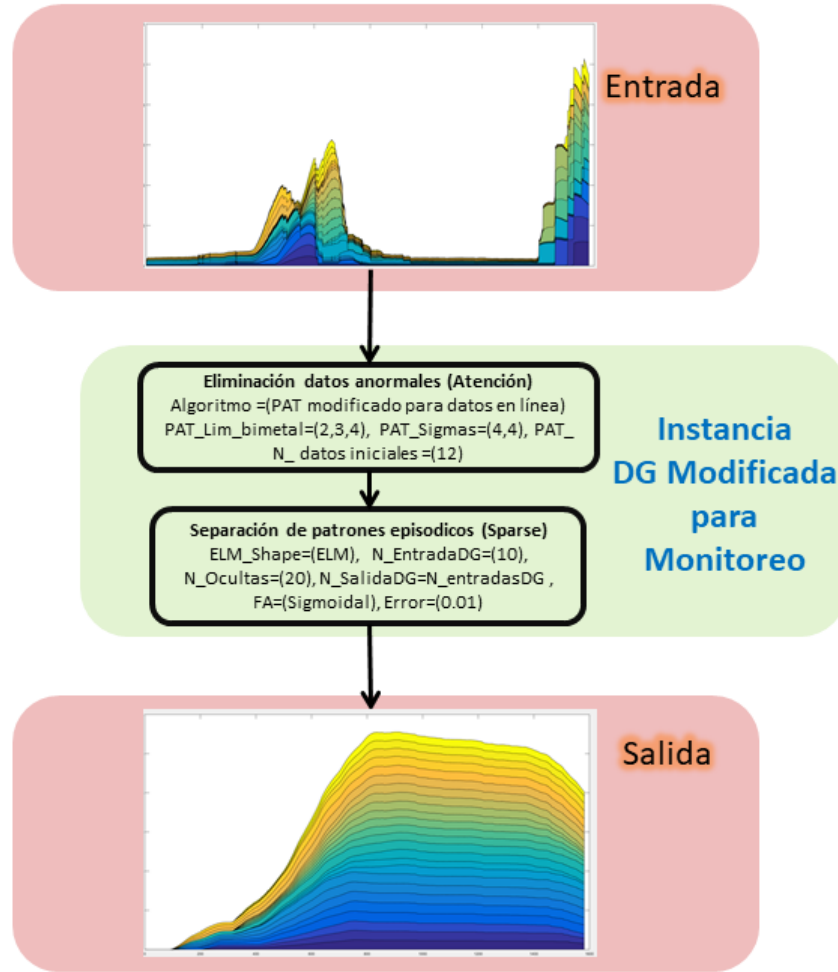 Entrada
Eliminación datos anormales (Atención)
Algoritmo =(PAT modificado para datos en línea)
PAT_Lim_bimetal=(2,3,4), PAT_Sigmas=(4,4), PAT_
N_ datos iniciales =(12)
Separación de patrones episodicos (Sparse)
ELM_Shape=(ELM), N_EntradaDG=(10),
N_Ocultas=(20), N_SalidaDG=N_entradasDG ,
FA=(Sigmoidal), Error=(0.01)
Instancia
DG Modificada
para
Monitoreo
Salida